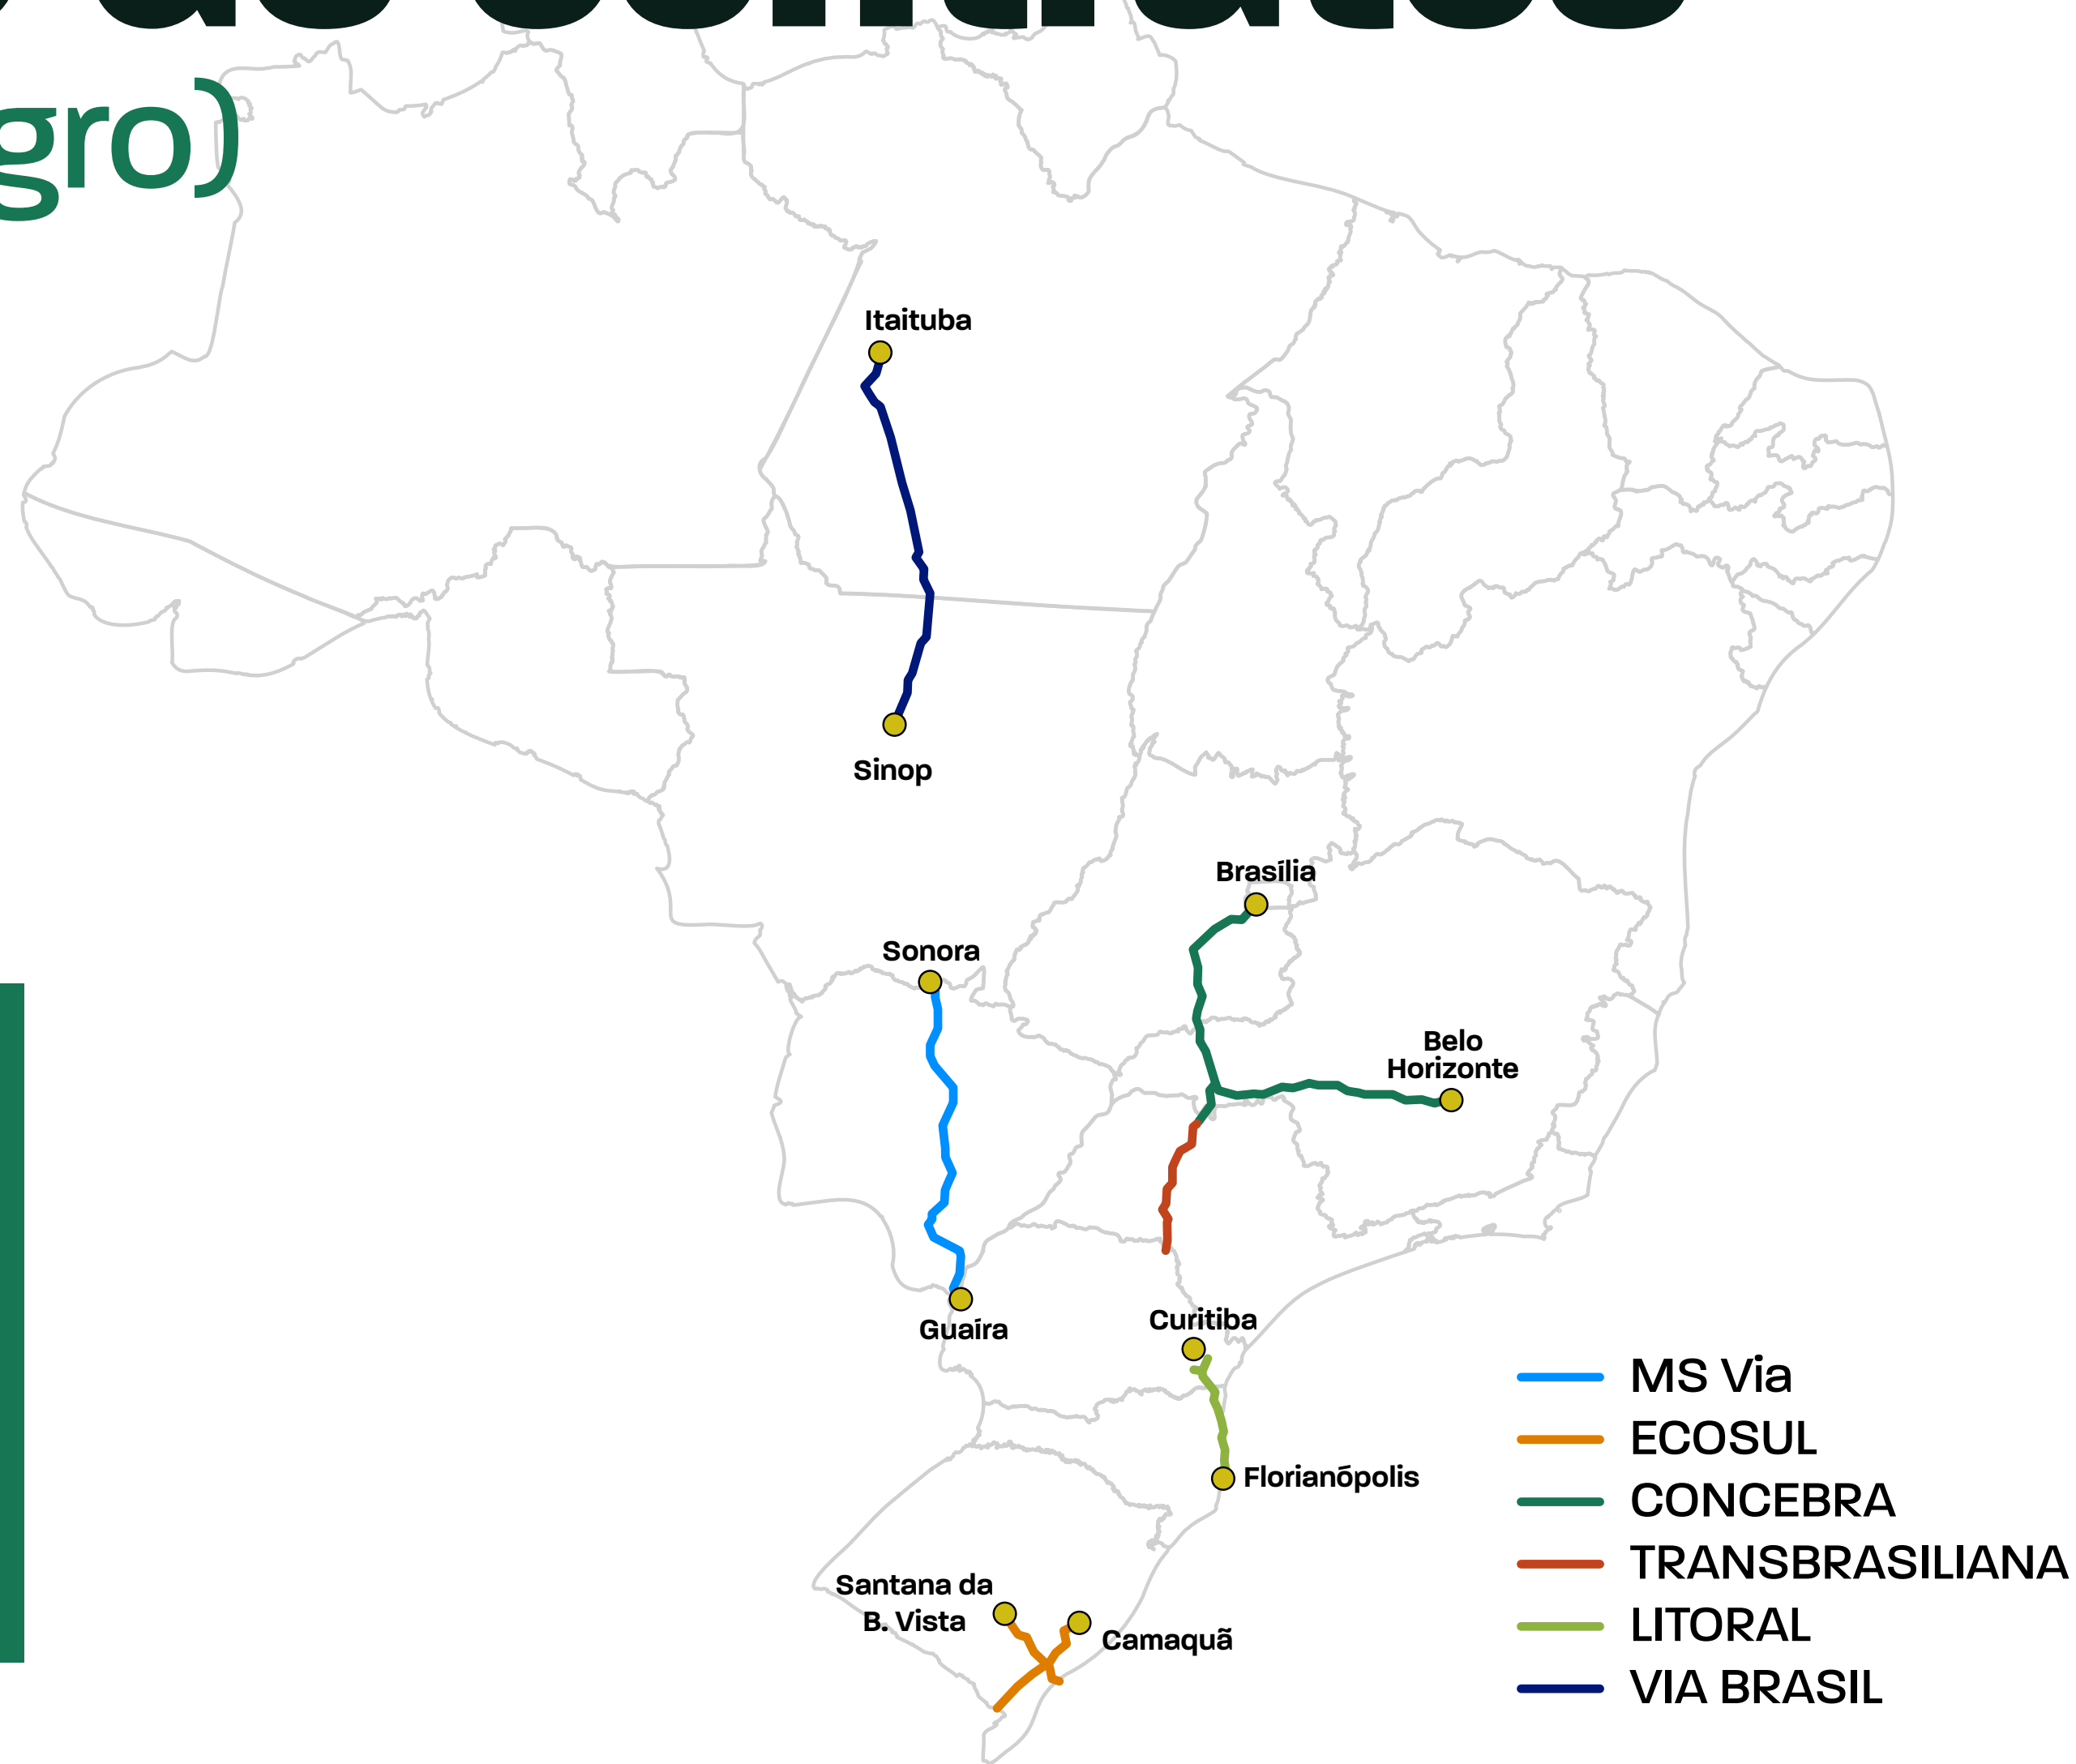 gro)
Itaituba
Sinop
Brasília
Sonora
Belo
Horizonte
Guaíra
Curitiba
Florianópolis
Santana da
B. Vista
Camaquã
MS Via
ECOSUL
CONCEBRA
TRANSBRASILIANA
LITORAL
VIA BRASIL